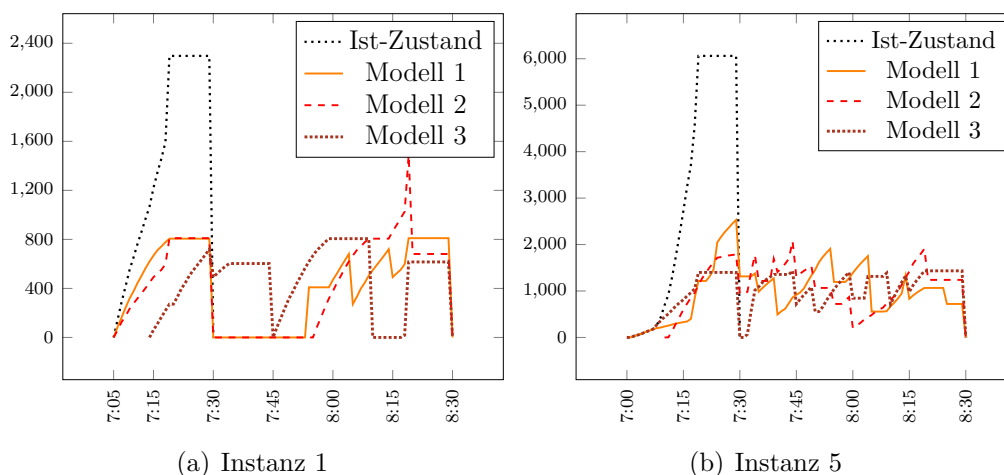 2,400
2,000
1,600
1,200
800
400
0
7:05
7:15
7:30
7:45
8:00
8:15
8:30
Ist-Zustand
Modell 1
Modell 2
Modell 3
(a) Instanz 1
6,000
5,000
4,000
3,000
2,000
1,000
0
7:00
7:15
7:30
7:45
8:00
8:15
8:30
Ist-Zustand
Modell 1
Modell 2
Modell 3
(b) Instanz 5